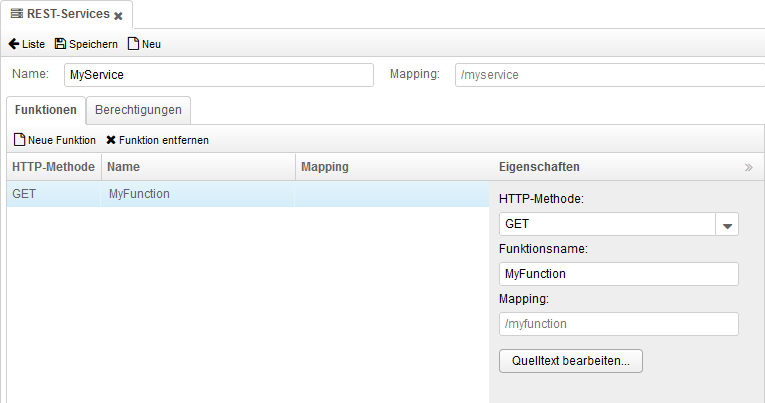 REST-Services
Liste Speichern Neu
Name: MyService Mapping: /myservice
Funktionen Berechtigungen
Neue Funktion Funktion entfernen
HTTP-Methode Name Mapping Eigenschaften »
GET MyFunction
HTTP-Methode:
GET
Funktionsname:
MyFunction
Mapping:
/myfunction
Quelltext bearbeiten...